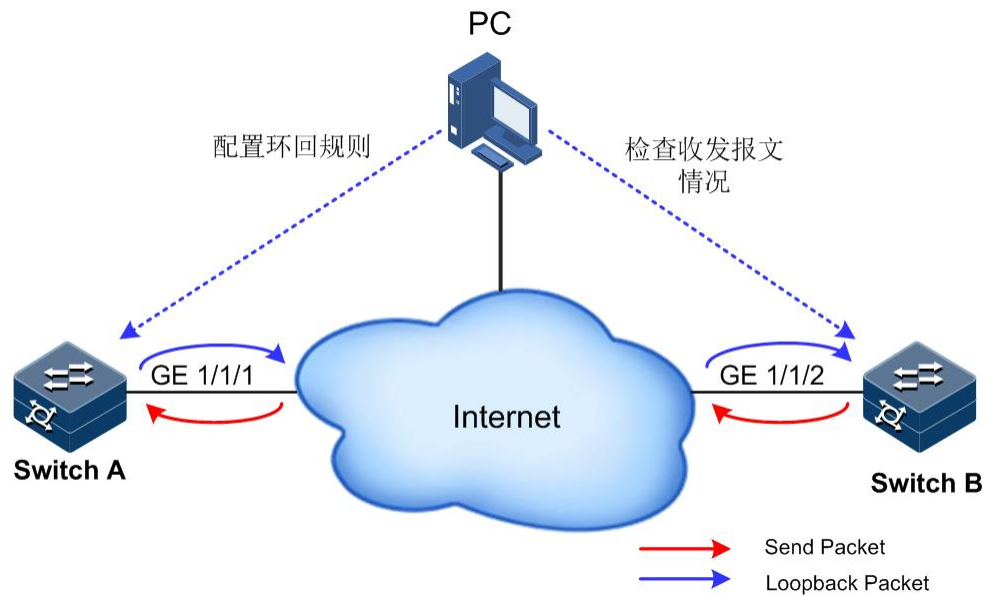 PC
配置环回规则
检查收发报文
情况
GE 1/1/1
GE 1/1/2
Internet
Switch A
Switch B
Send Packet
Loopback Packet